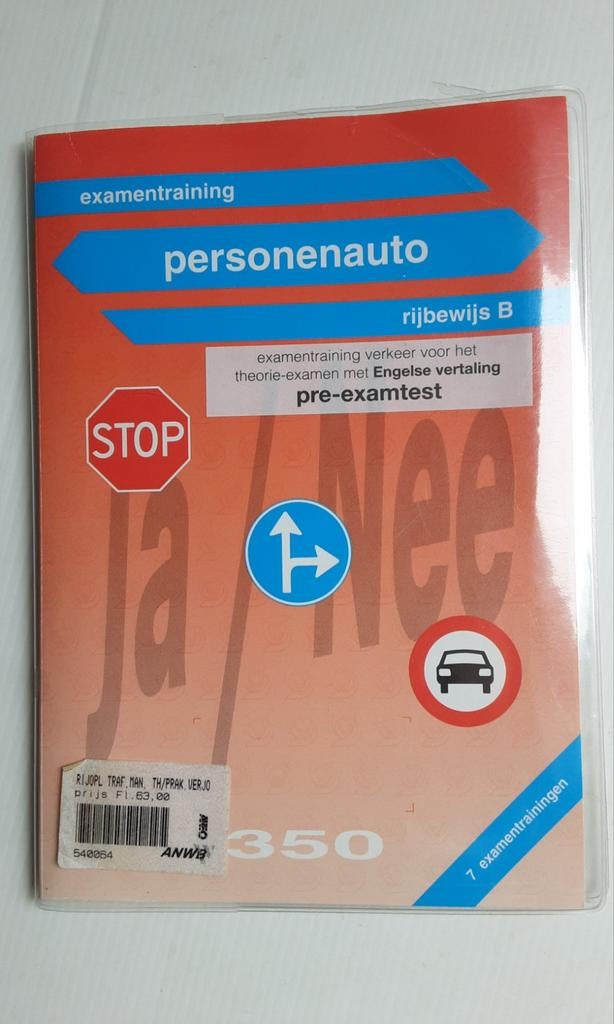 examentraining
personenauto
rijbewijs B
examentraining verkeer voor het
theorie-examen met Engelse vertaling
pre-examtest
STOP
Ja / Nee
RIJOPL TRAF.MAN. TH/PRAK.VERJO
prijs Fl.63,00
540064
ANWB
350
7 examentrainingen